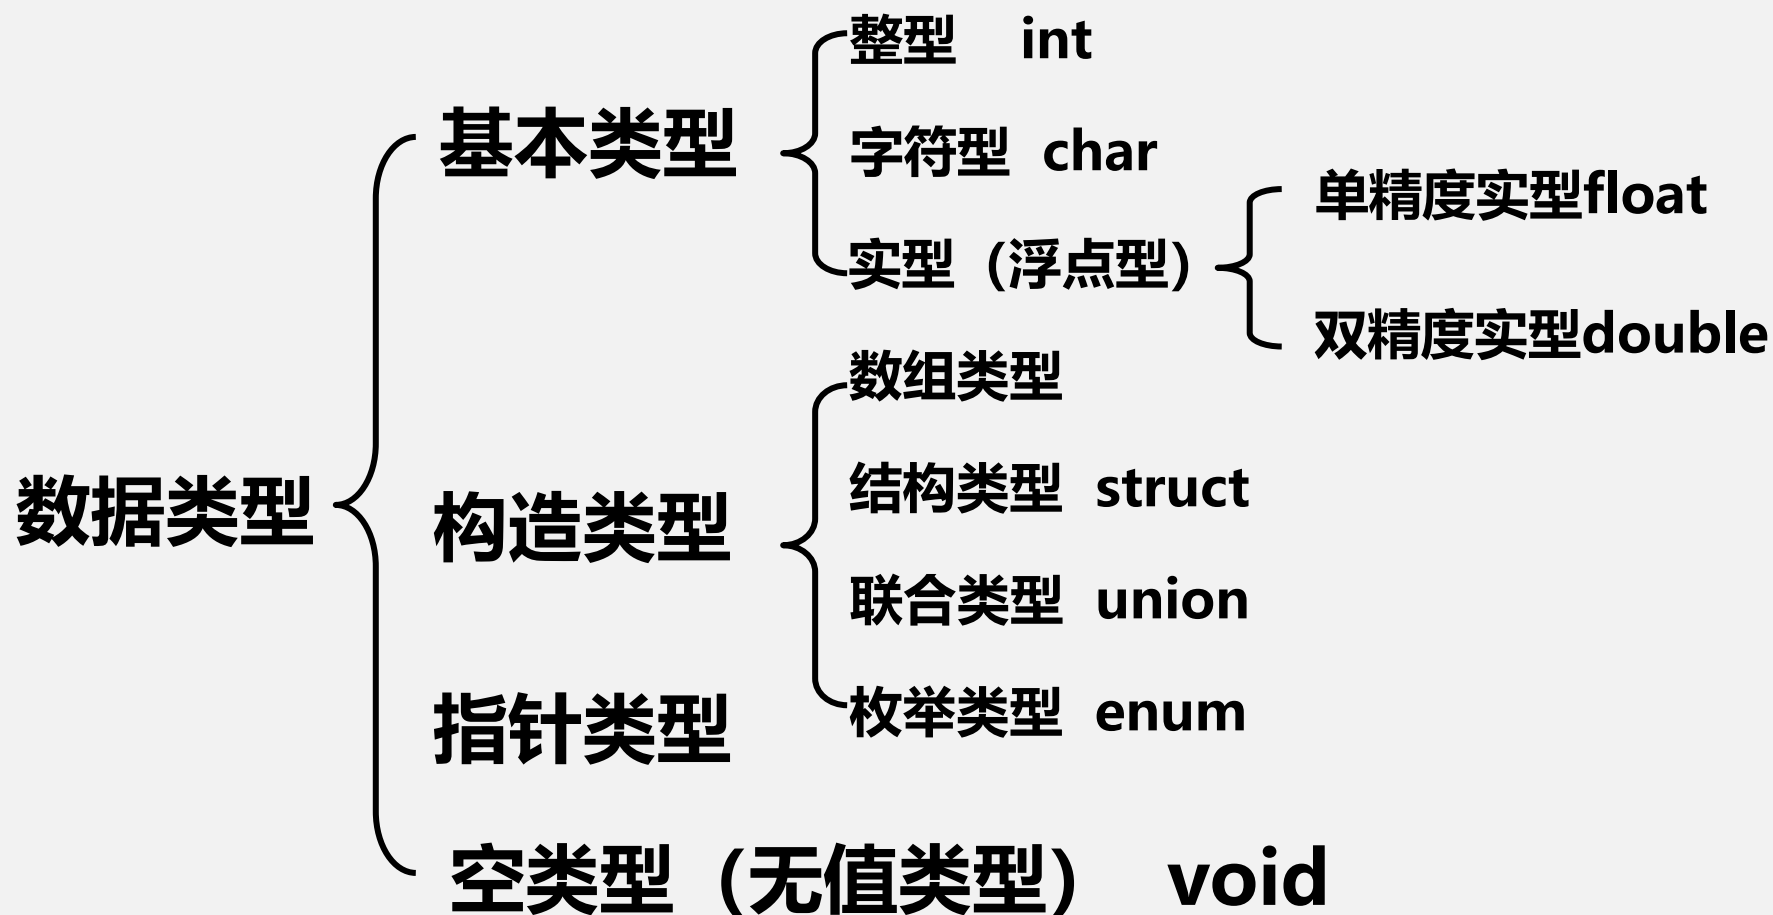 整型 int
基本类型
字符型 char
单精度实型float
实型（浮点型）
双精度实型double
数组类型
数据类型
结构类型 struct
构造类型
联合类型 union
指针类型
枚举类型 enum
空类型（无值类型） void